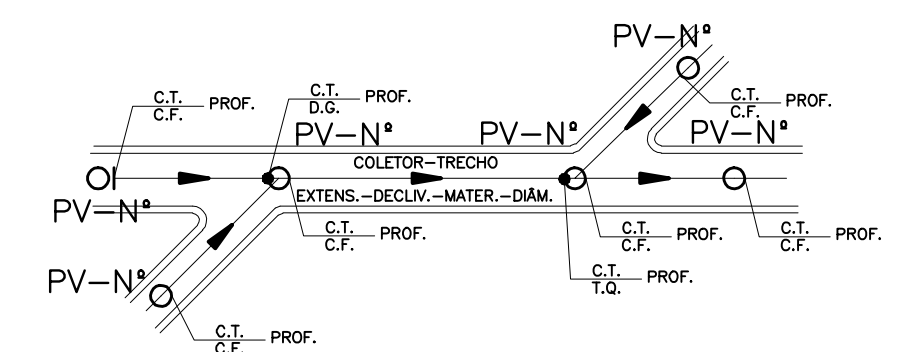 PV-Nº
C.T. PROF.
C.F.
C.T. PROF.
D.G.
C.T. PROF.
C.F.
PV-Nº
PV-Nº
PV-Nº
COLETOR-TRECHO
EXTENS.-DECLIV.-MATER.-DIÂM.
PV-Nº
C.T. PROF.
C.F.
C.T. PROF.
C.F.
C.T. PROF.
C.F.
PV-Nº
C.T. PROF.
T.Q.
C.T. PROF.
C.F.